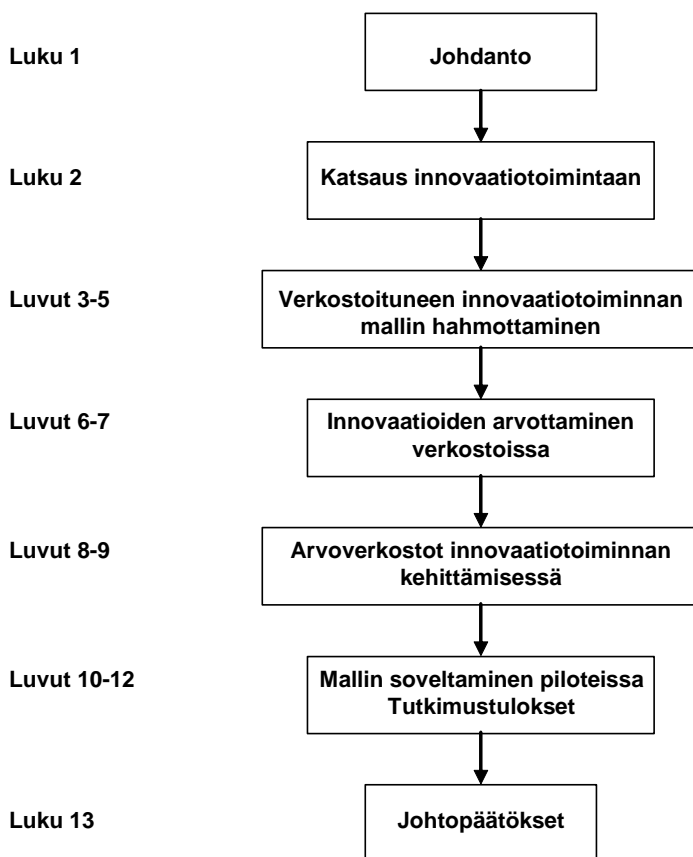 Luku 1
Johdanto
Luku 2
Katsaus innovaatiotoimintaan
Luvut 3-5
Verkostoituneen innovaatiotoiminnan
mallin hahmottaminen
Luvut 6-7
Innovaatioiden arvottaminen
verkostoissa
Luvut 8-9
Arvoverkostot innovaatiotoiminnan
kehittämisessä
Luvut 10-12
Mallin soveltaminen piloteissa
Tutkimustulokset
Luku 13
Johtopäätökset